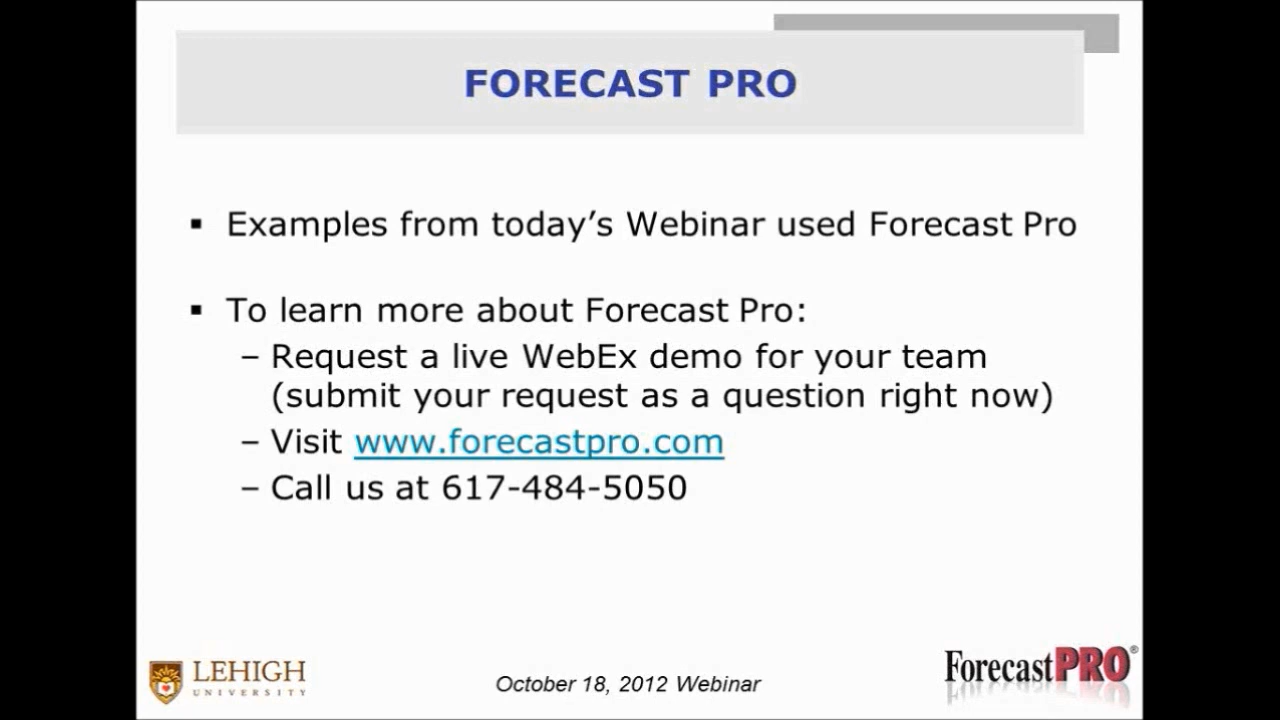 FORECAST PRO
▪ Examples from today's Webinar used Forecast Pro
▪ To learn more about Forecast Pro:
– Request a live WebEx demo for your team
(submit your request as a question right now)
– Visit www.forecastpro.com
– Call us at 617-484-5050
LEHIGH
UNIVERSITY
October 18, 2012 Webinar
ForecastPRO®